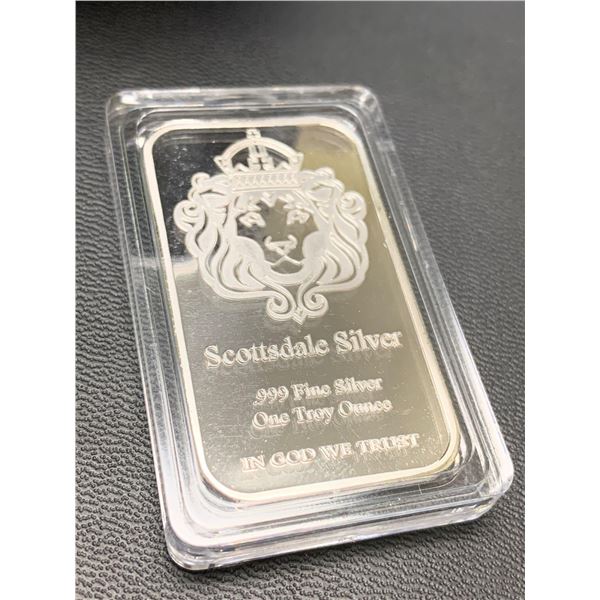 Scottsdale Silver
.999 Fine Silver
One Troy Ounce
IN GOD WE TRUST